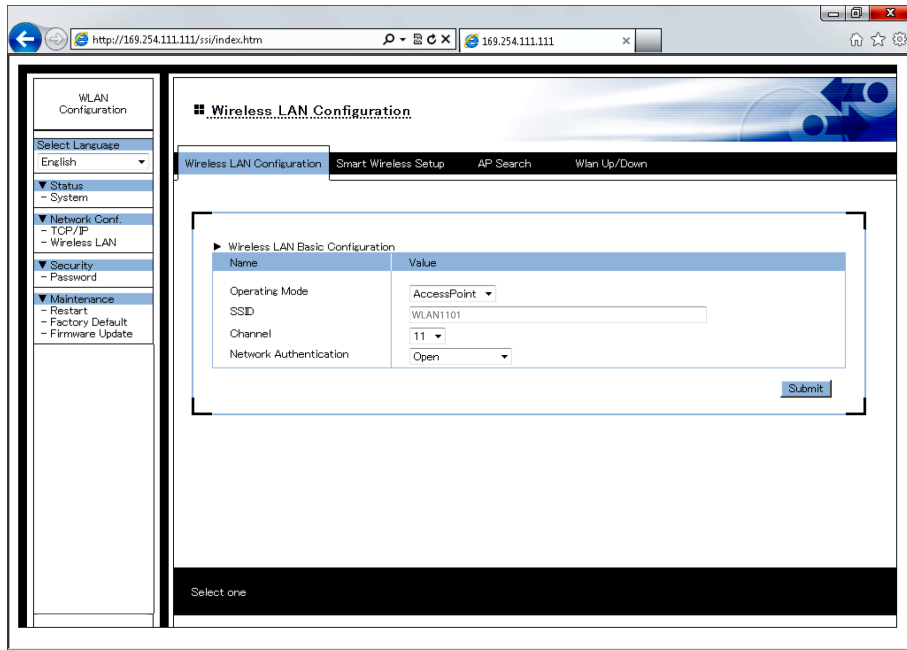 http://169.254.111.111/ssi/index.htm
169.254.111.111
WLAN
Configuration
Select Language
English
▼ Status
- System
▼ Network Conf.
- TCP/IP
- Wireless LAN
▼ Security
- Password
▼ Maintenance
- Restart
- Factory Default
- Firmware Update
Wireless LAN Configuration
Wireless LAN Configuration Smart Wireless Setup AP Search Wlan Up/Down
► Wireless LAN Basic Configuration
Name Value
Operating Mode AccessPoint
SSID WLAN1101
Channel 11
Network Authentication Open
Submit
Select one